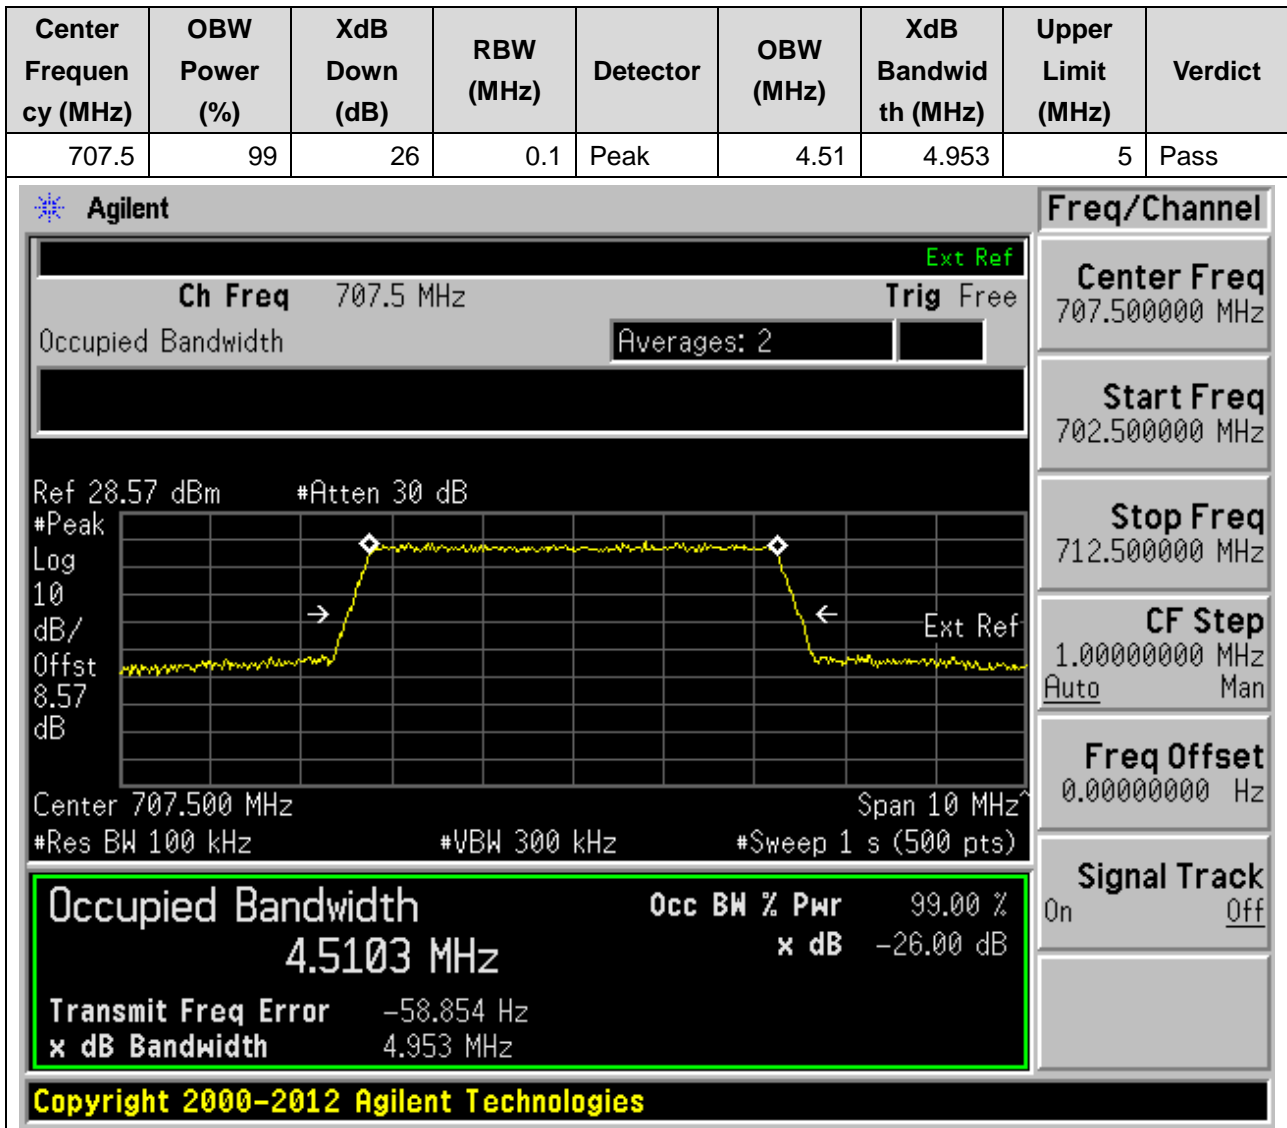 Center Frequen cy (MHz) OBW Power (%) XdB Down (dB) RBW (MHz) Detector OBW (MHz) XdB Bandwid th (MHz) Upper Limit (MHz) Verdict
707.5 99 26 0.1 Peak 4.51 4.953 5 Pass
Agilent
Ext Ref
Ch Freq 707.5 MHz Trig Free
Occupied Bandwidth Averages: 2
Ref 28.57 dBm #Atten 30 dB
#Peak
Log
10
dB/
Offst
8.57
dB
Ext Ref
Center 707.500 MHz Span 10 MHz^
#Res BW 100 kHz #VBW 300 kHz #Sweep 1 s (500 pts)
Occupied Bandwidth
4.5103 MHz
Occ BW % Pwr 99.00 %
x dB -26.00 dB
Transmit Freq Error -58.854 Hz
x dB Bandwidth 4.953 MHz
Copyright 2000-2012 Agilent Technologies
Freq/Channel
Center Freq
707.500000 MHz
Start Freq
702.500000 MHz
Stop Freq
712.500000 MHz
CF Step
1.00000000 MHz
Auto Man
Freq Offset
0.00000000 Hz
Signal Track
On Off